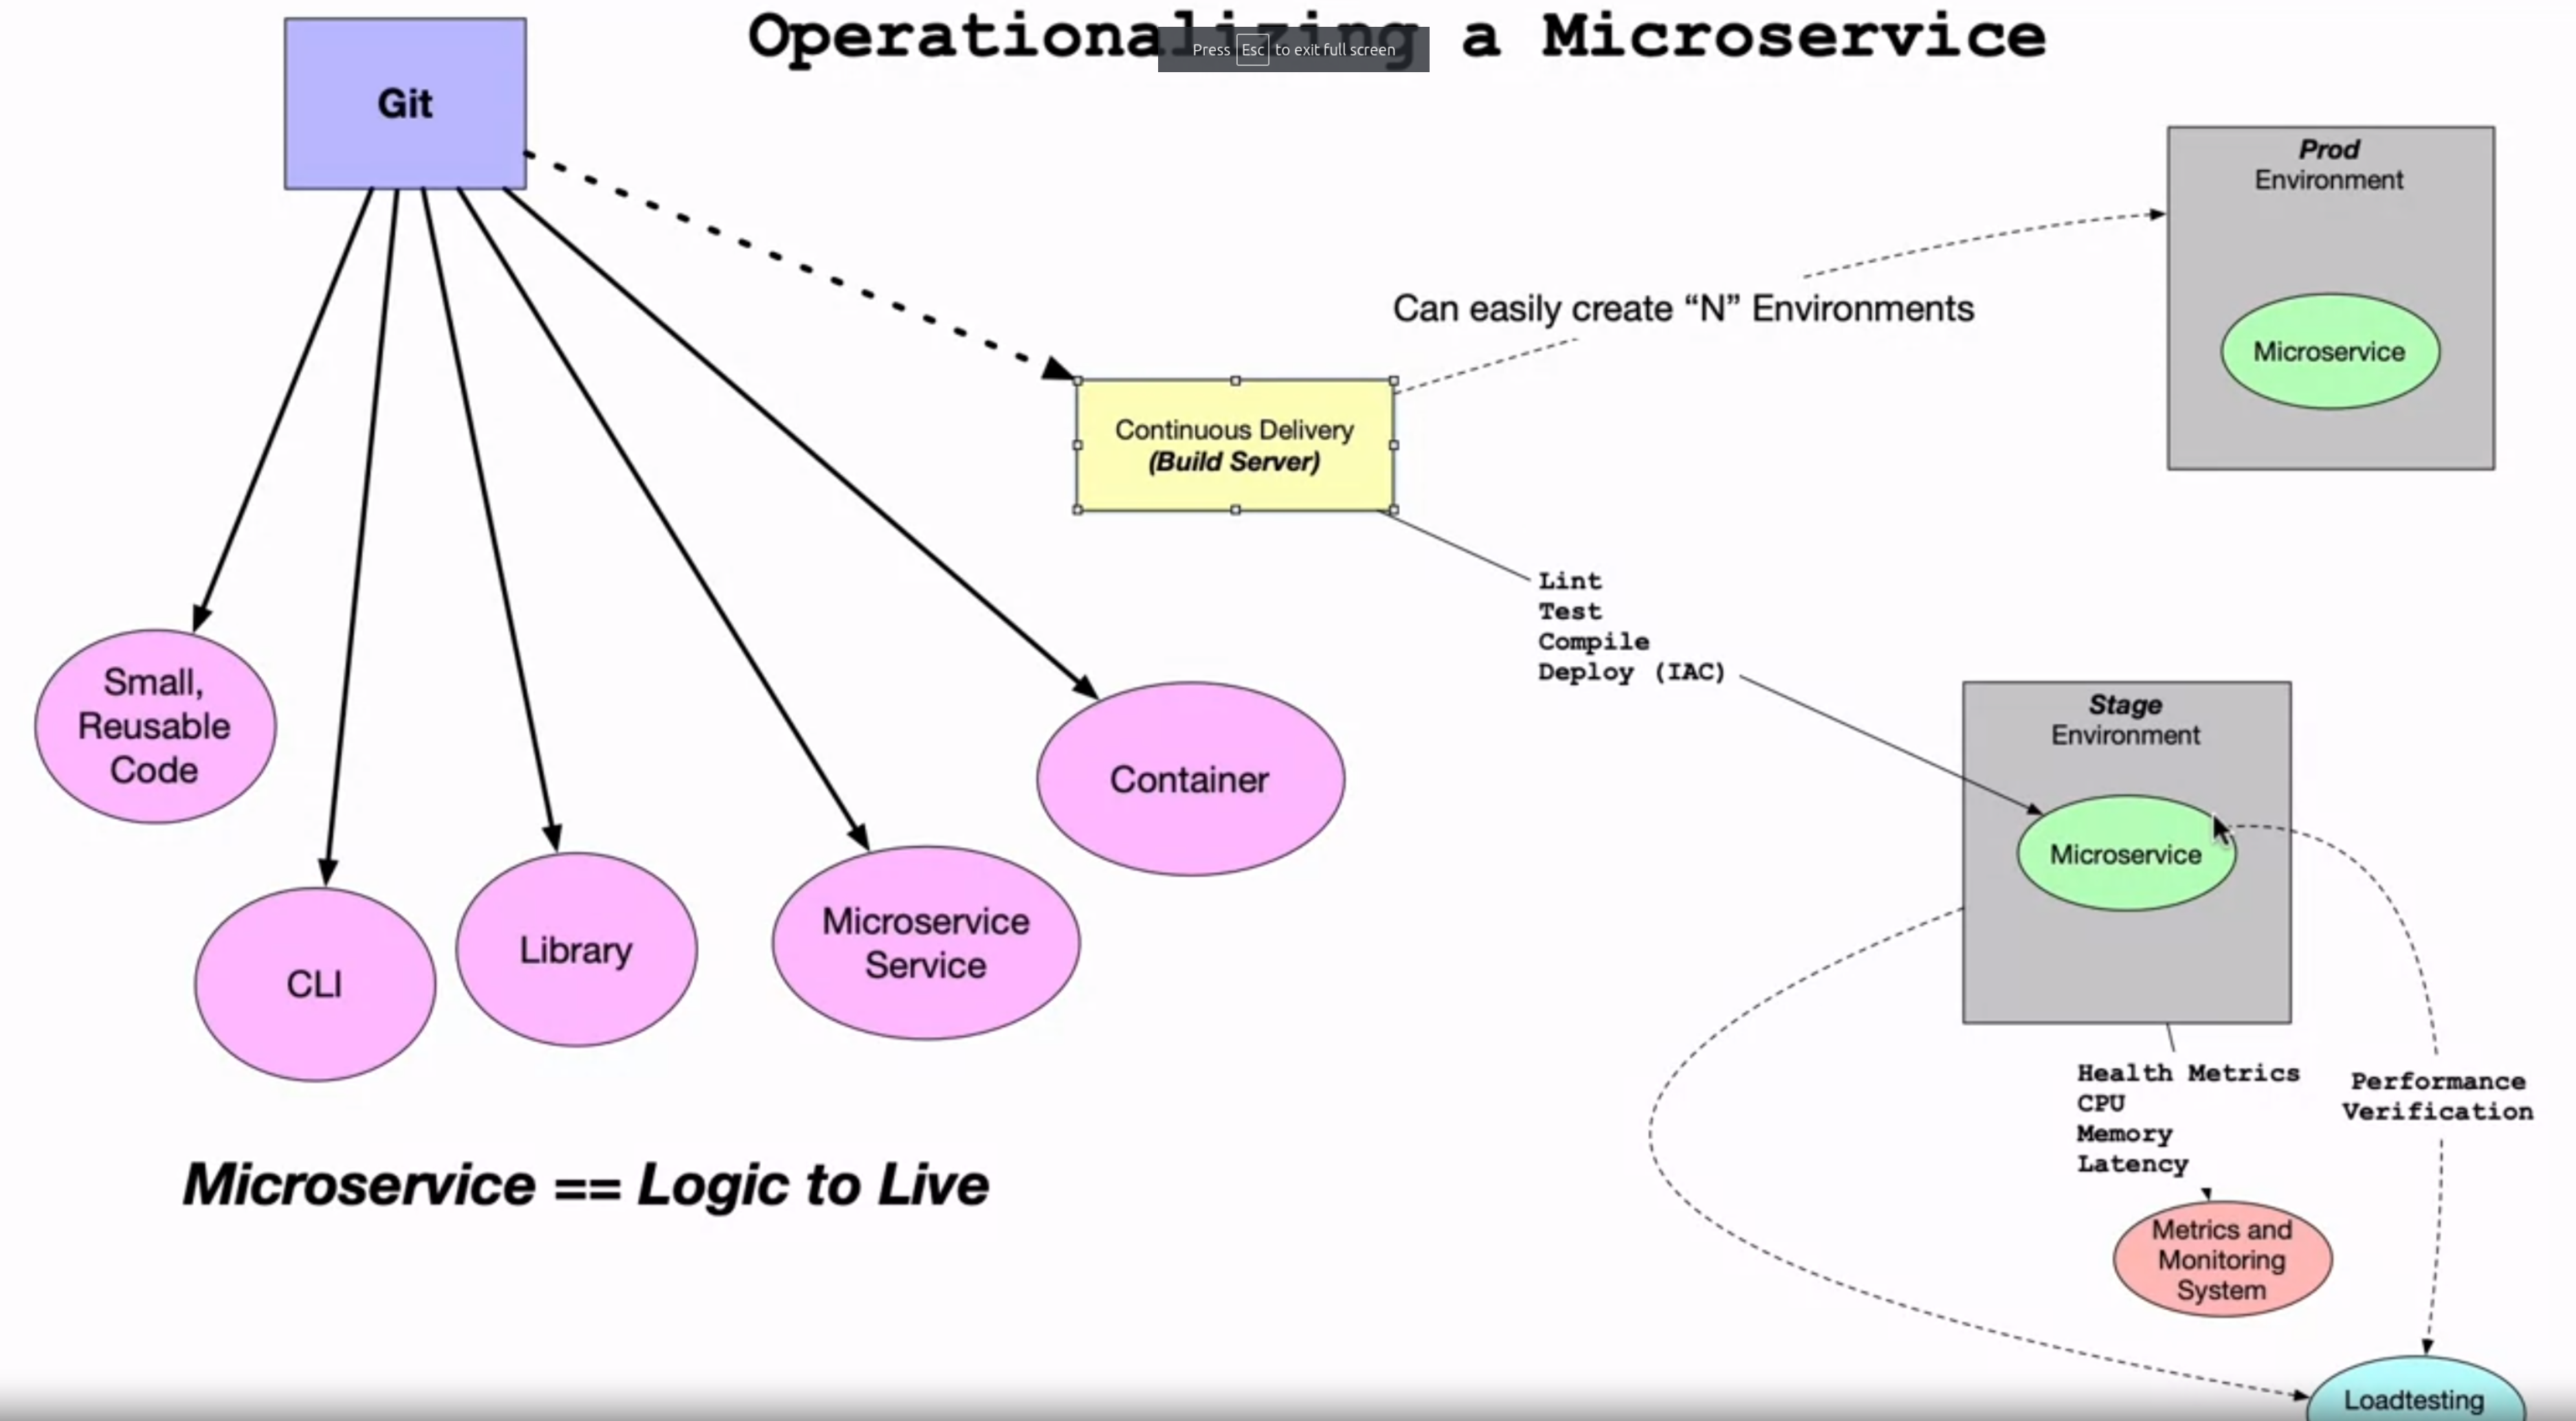 Operationalizing a Microservice
Press Esc to exit full screen
Git
Prod
Environment
Microservice
Can easily create “N” Environments
Continuous Delivery
(Build Server)
Lint
Test
Compile
Deploy (IAC)
Small,
Reusable
Code
CLI
Library
Microservice
Service
Container
Stage
Environment
Microservice
Health Metrics
CPU
Memory
Latency
Performance
Verification
Microservice == Logic to Live
Metrics and
Monitoring
System
Loadtesting